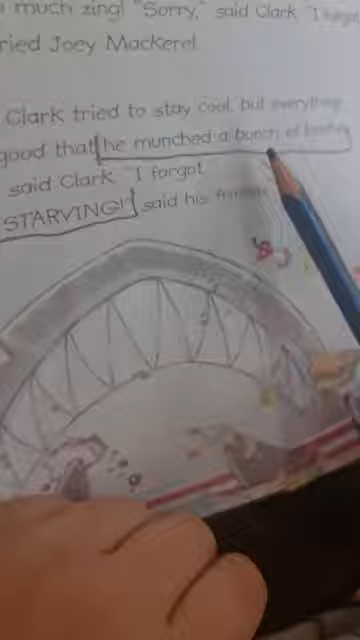 much zing! "Sorry," said Clark. "I forgot
ried Joey Mackerel.
Clark tried to stay cool, but everything
good that he munched a bunch of
said Clark. "I forgot
STARVING!" said his